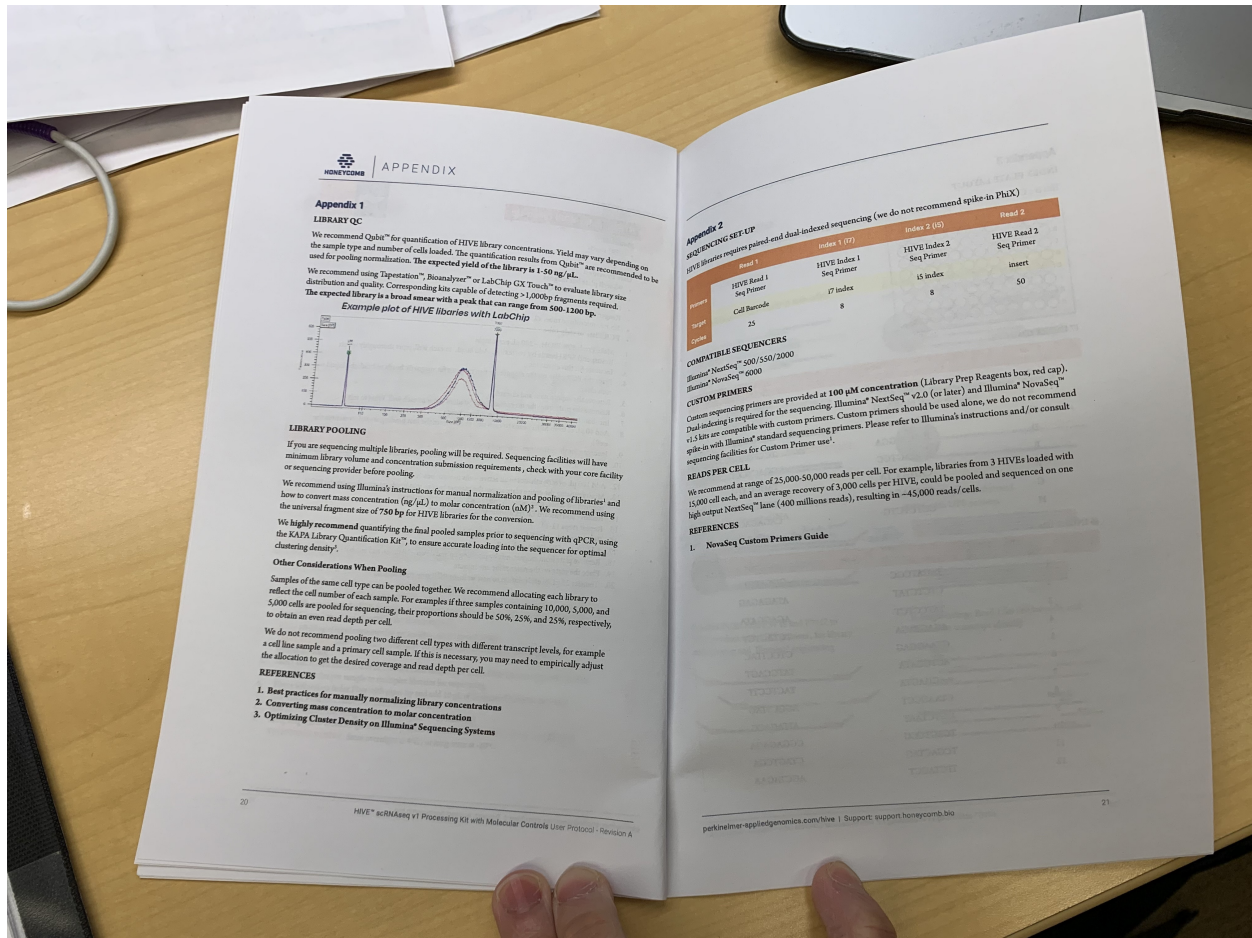 HONEYCOMB
APPENDIX
Appendix 1
LIBRARY QC
We recommend Qubit™ for quantification of HIVE library concentrations. Yield may vary depending on
the sample type and number of cells loaded. The quantification results from Qubit™ are recommended to be
used for pooling normalization. The expected yield of the library is 1-50 ng/µL.
We recommend using Tapestation™, Bioanalyzer™ or LabChip GX Touch™ to evaluate library size
distribution and quality. Corresponding kits capable of detecting >1,000bp fragments required.
The expected library is a broad smear with a peak that can range from 500-1200 bp.
Example plot of HIVE libaries with LabChip
LIBRARY POOLING
If you are sequencing multiple libraries, pooling will be required. Sequencing facilities will have
minimum library volume and concentration submission requirements , check with your core facility
or sequencing provider before pooling.
We recommend using Illumina's instructions for manual normalization and pooling of libraries¹ and
how to convert mass concentration (ng/µL) to molar concentration (nM)². We recommend using
the universal fragment size of 750 bp for HIVE libraries for the conversion.
We highly recommend quantifying the final pooled samples prior to sequencing with qPCR, using
the KAPA Library Quantification Kit™, to ensure accurate loading into the sequencer for optimal
clustering density³.
Other Considerations When Pooling
Samples of the same cell type can be pooled together. We recommend allocating each library to
reflect the cell number of each sample. For examples if three samples containing 10,000, 5,000, and
5,000 cells are pooled for sequencing, their proportions should be 50%, 25%, and 25%, respectively,
to obtain an even read depth per cell.
We do not recommend pooling two different cell types with different transcript levels, for example
a cell line sample and a primary cell sample. If this is necessary, you may need to empirically adjust
the allocation to get the desired coverage and read depth per cell.
REFERENCES
1. Best practices for manually normalizing library concentrations
2. Converting mass concentration to molar concentration
3. Optimizing Cluster Density on Illumina® Sequencing Systems
20
HIVE™ scRNAseq v1 Processing Kit with Molecular Controls User Protocol - Revision A
Appendix 2
SEQUENCING SET-UP
HIVE libraries requires paired-end dual-indexed sequencing (we do not recommend spike-in PhiX)
Read 1 Index 1 (i7) Index 2 (i5) Read 2
Primers HIVE Read 1 HIVE Index 1 HIVE Index 2 HIVE Read 2
Seq Primer Seq Primer Seq Primer Seq Primer
Target Cell Barcode i7 index i5 index insert
Cycles 25 8 8 50
COMPATIBLE SEQUENCERS
Illumina® NextSeq™ 500/550/2000
Illumina® NovaSeq™ 6000
CUSTOM PRIMERS
Custom sequencing primers are provided at 100 µM concentration (Library Prep Reagents box, red cap).
Dual-indexing is required for the sequencing. Illumina® NextSeq™ v2.0 (or later) and Illumina® NovaSeq™
v1.5 kits are compatible with custom primers. Custom primers should be used alone, we do not recommend
spike-in with Illumina® standard sequencing primers. Please refer to Illumina's instructions and/or consult
sequencing facilities for Custom Primer use¹.
READS PER CELL
We recommend at range of 25,000-50,000 reads per cell. For example, libraries from 3 HIVEs loaded with
15,000 cell each, and an average recovery of 3,000 cells per HIVE, could be pooled and sequenced on one
high output NextSeq™ lane (400 millions reads), resulting in ~45,000 reads/cells.
REFERENCES
1. NovaSeq Custom Primers Guide
perkinelmer-appliedgenomics.com/hive | Support: support.honeycomb.bio
21